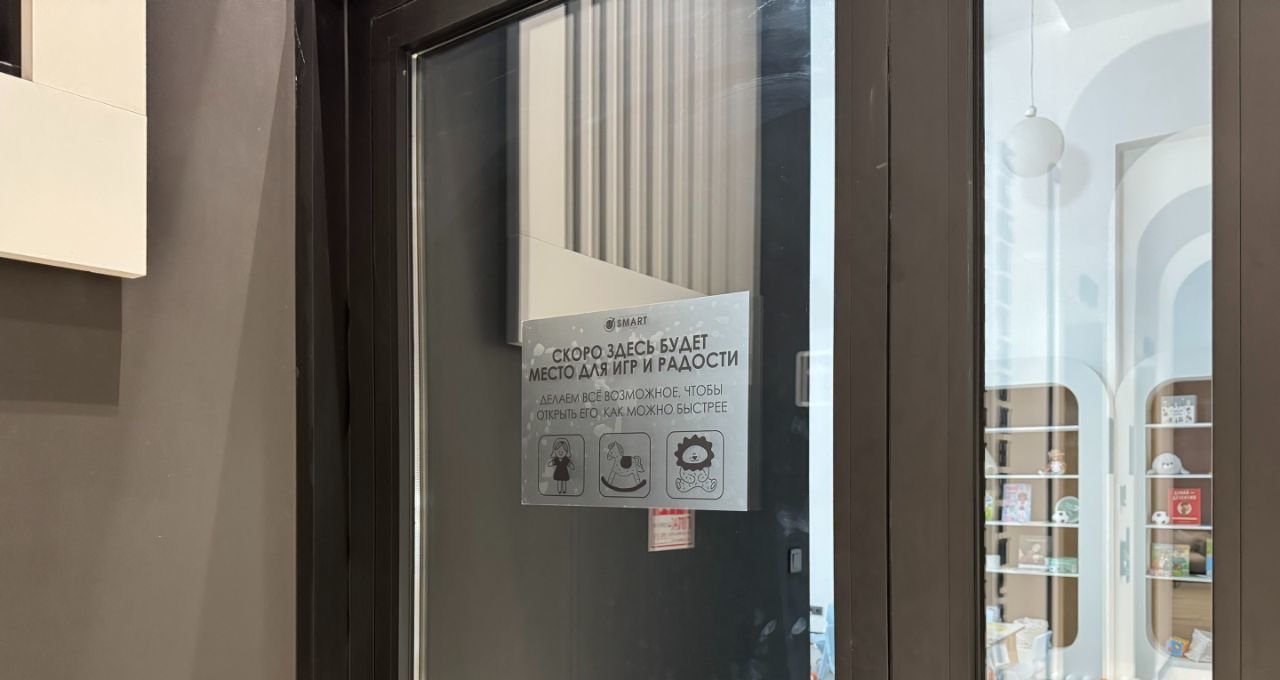 SMART
СКОРО ЗДЕСЬ БУДЕТ
МЕСТО ДЛЯ ИГР И РАДОСТИ
ДЕЛАЕМ ВСЁ ВОЗМОЖНОЕ, ЧТОБЫ
ОТКРЫТЬ ЕГО КАК МОЖНО БЫСТРЕЕ